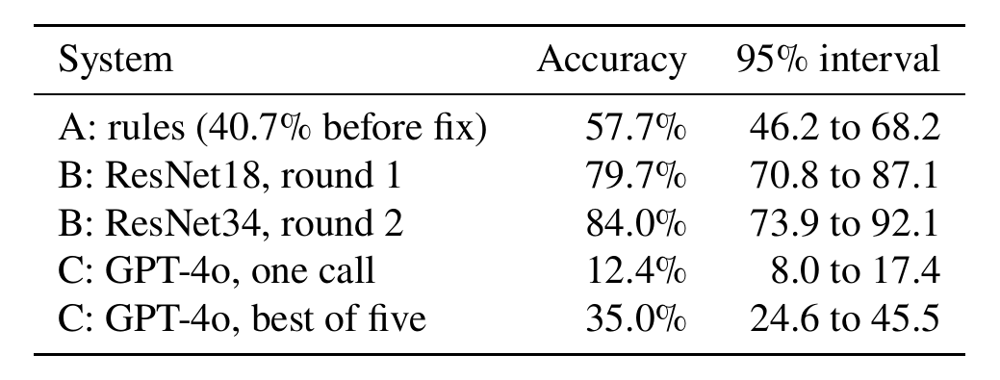 System Accuracy 95% interval
A: rules (40.7% before fix) 57.7% 46.2 to 68.2
B: ResNet18, round 1 79.7% 70.8 to 87.1
B: ResNet34, round 2 84.0% 73.9 to 92.1
C: GPT-4o, one call 12.4% 8.0 to 17.4
C: GPT-4o, best of five 35.0% 24.6 to 45.5